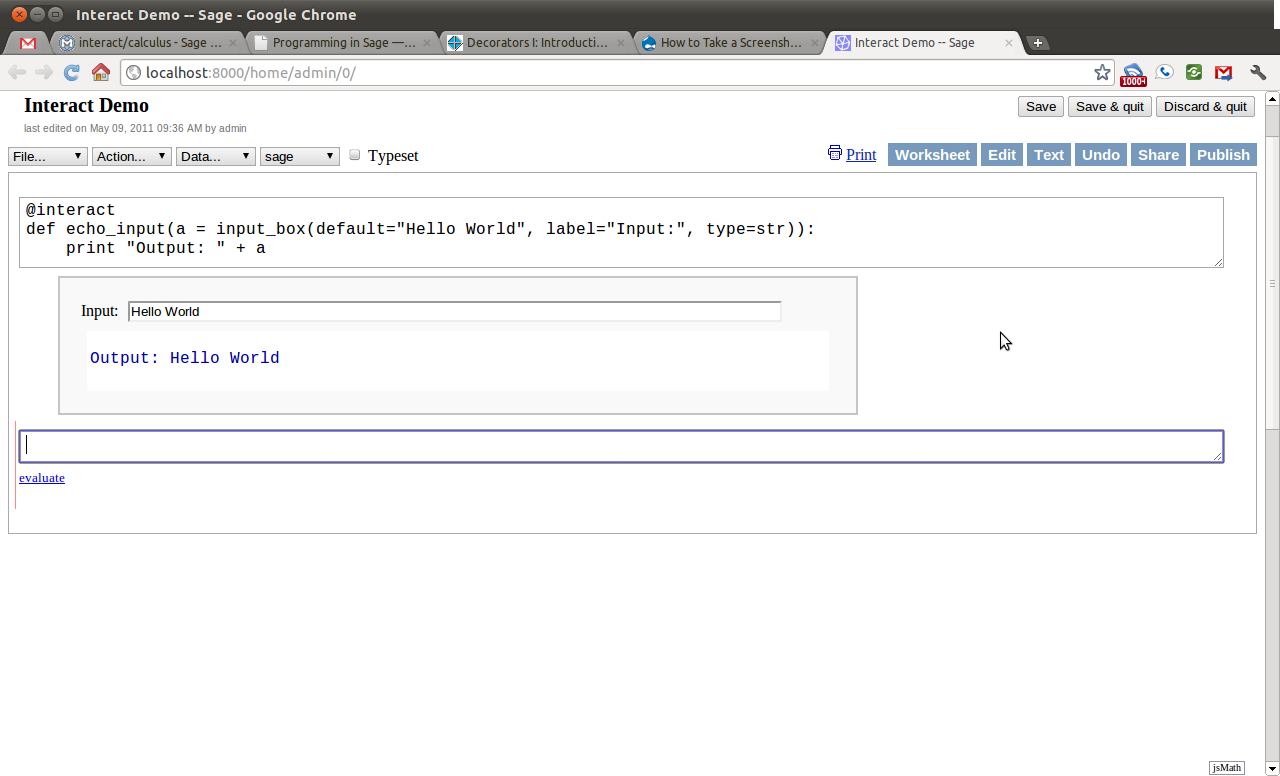 Interact Demo -- Sage - Google Chrome
interact/calculus - Sage ...
Programming in Sage —...
Decorators I: Introducti...
How to Take a Screensh...
Interact Demo -- Sage
localhost:8000/home/admin/0/
1000+
Interact Demo
Save
Save & quit
Discard & quit
last edited on May 09, 2011 09:36 AM by admin
File...
Action...
Data...
sage
Typeset
Print
Worksheet
Edit
Text
Undo
Share
Publish
@interact
def echo_input(a = input_box(default="Hello World", label="Input:", type=str)):
    print "Output: " + a
Input: Hello World
Output: Hello World
evaluate
jsMath